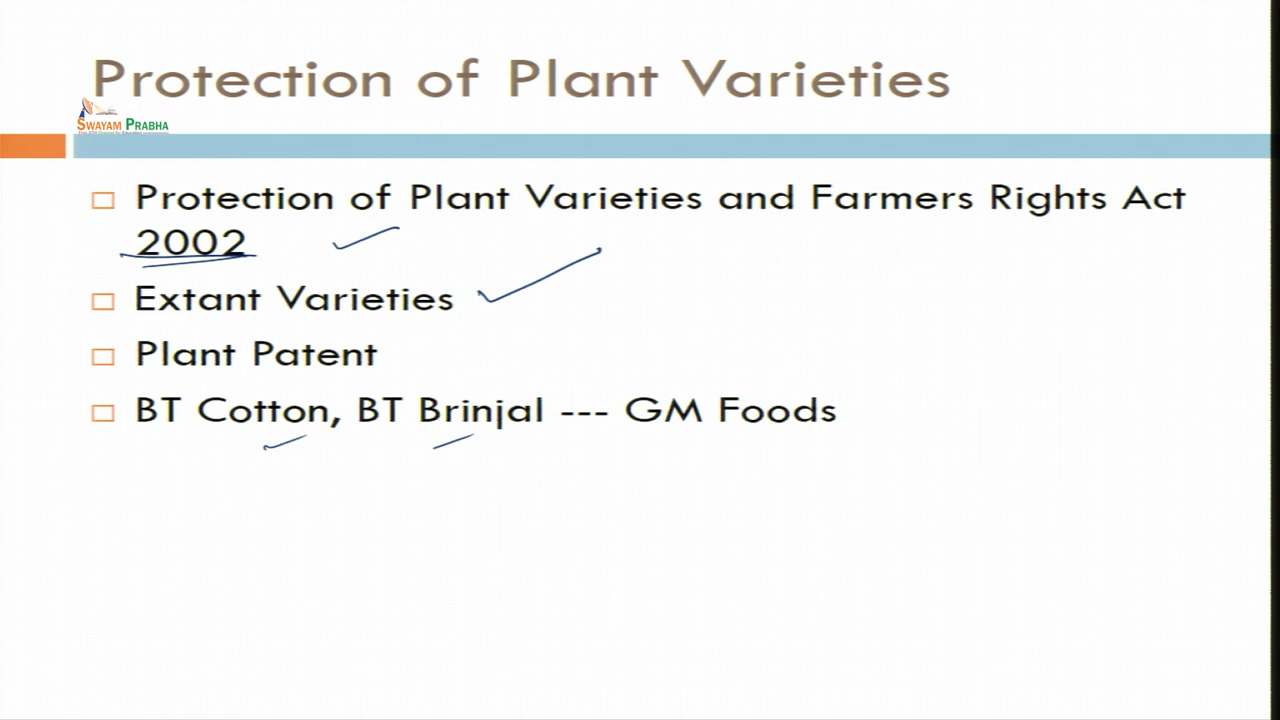 Protection of Plant Varieties
SWAYAM PRABHA
Protection of Plant Varieties and Farmers Rights Act
2002
Extant Varieties
Plant Patent
BT Cotton, BT Brinjal --- GM Foods